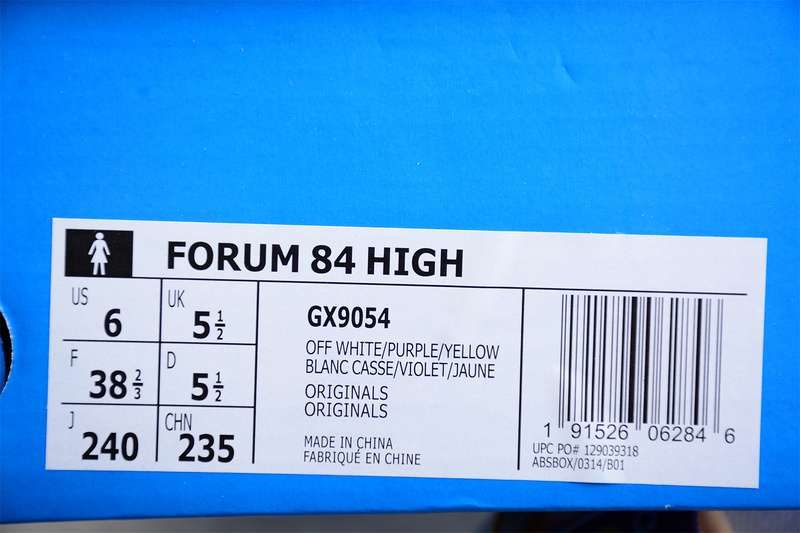 FORUM 84 HIGH
US 6
UK 5 1/2
F 38 2/3
D 5 1/2
J 240
CHN 235
GX9054
OFF WHITE/PURPLE/YELLOW
BLANC CASSE/VIOLET/JAUNE
ORIGINALS
ORIGINALS
MADE IN CHINA
FABRIQUÉ EN CHINE
1 91526 06284 6
UPC PO# 129039318
ABSBOX/0314/B01